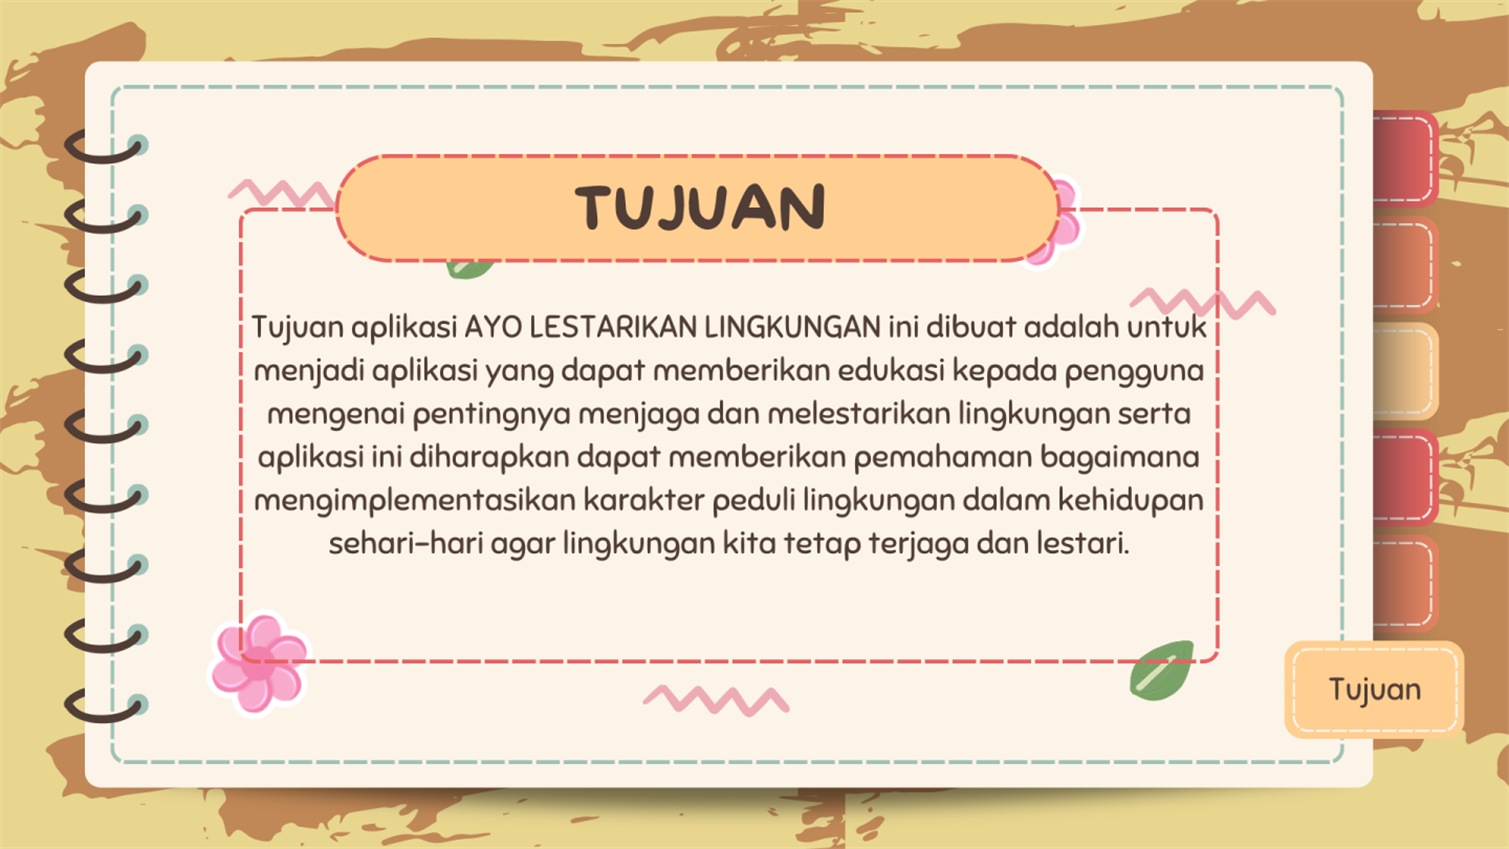 TUJUAN
Tujuan aplikasi AYO LESTARIKAN LINGKUNGAN ini dibuat adalah untuk
menjadi aplikasi yang dapat memberikan edukasi kepada pengguna
mengenai pentingnya menjaga dan melestarikan lingkungan serta
aplikasi ini diharapkan dapat memberikan pemahaman bagaimana
mengimplementasikan karakter peduli lingkungan dalam kehidupan
sehari-hari agar lingkungan kita tetap terjaga dan lestari.
Tujuan